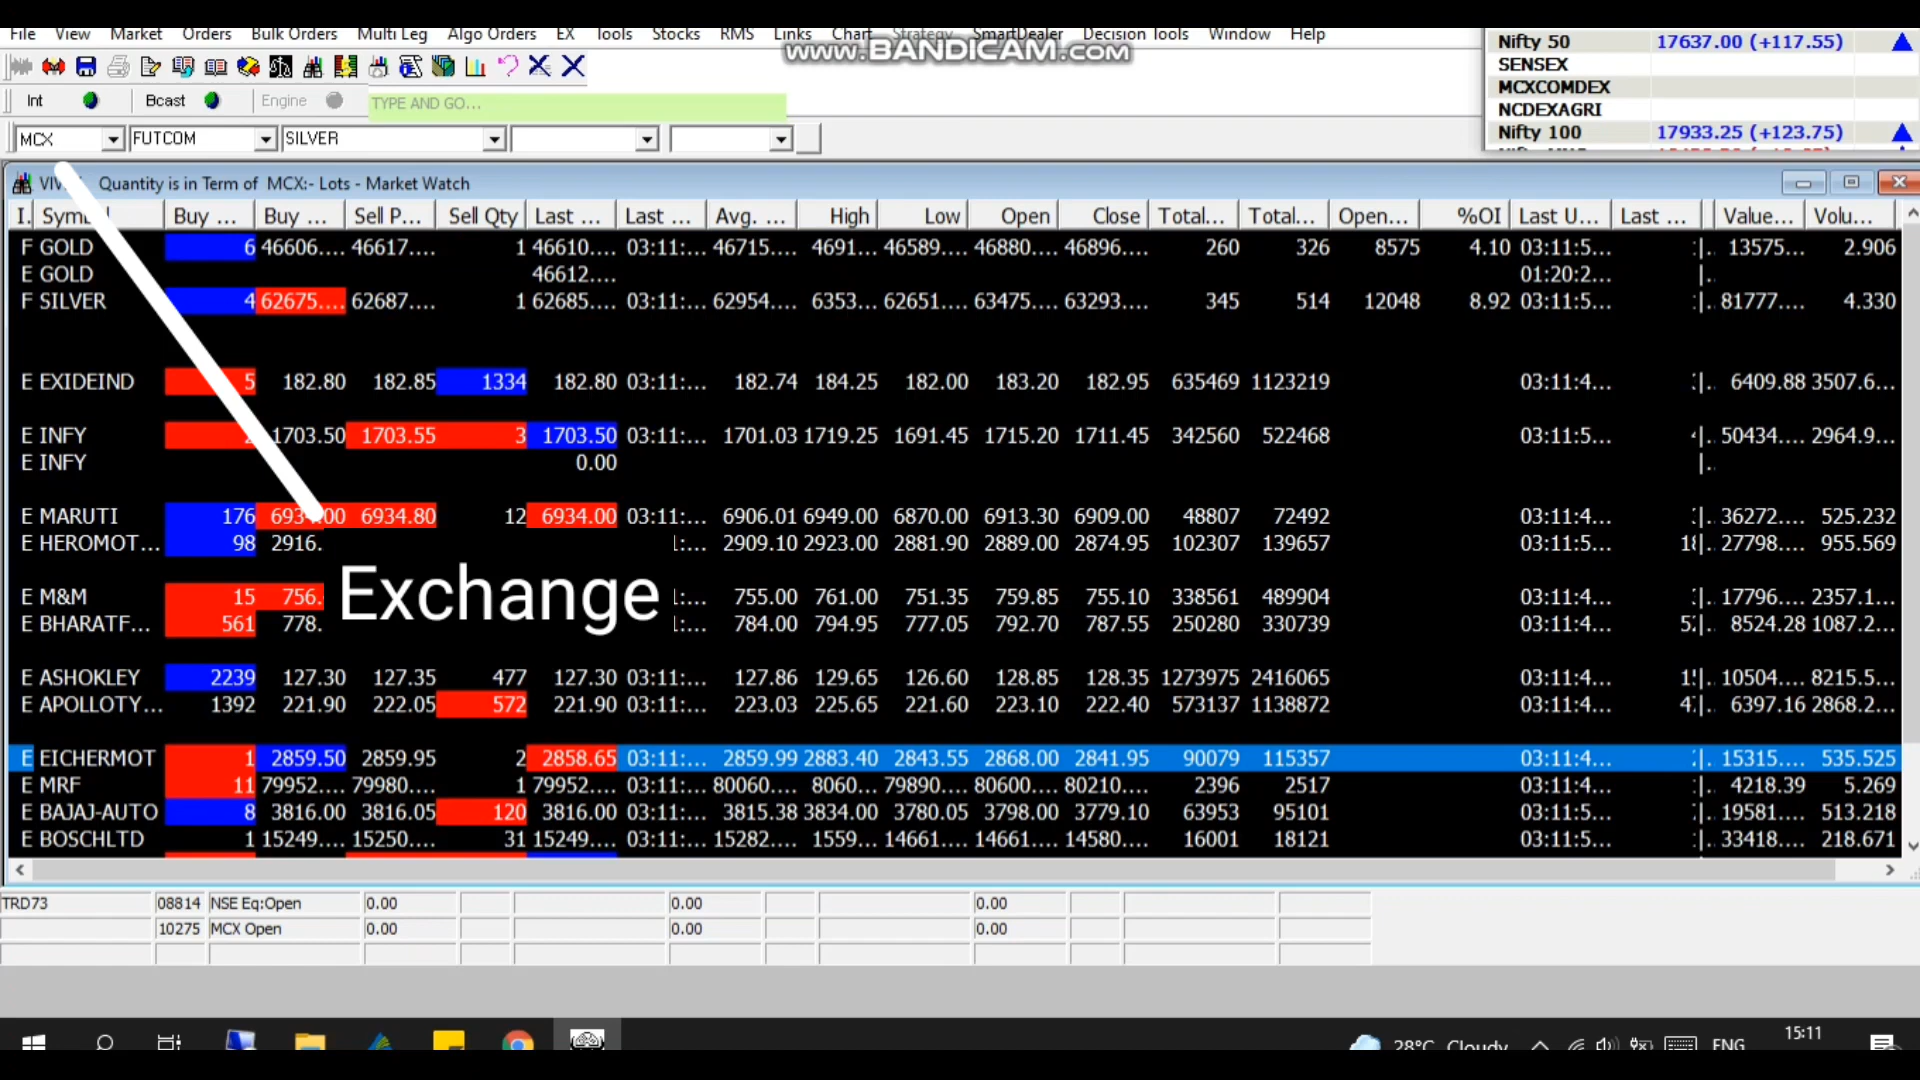 File View Market Orders Bulk Orders Multi Leg Algo Orders EX Tools Stocks RMS Links Chart Strategy SmartDealer Decision Tools Window Help
www.BANDICAM.com
Nifty 50 17637.00 (+117.55)
SENSEX
MCXCOMDEX
NCDEXAGRI
Nifty 100 17933.25 (+123.75)
Int Bcast Engine TYPE AND GO...
MCX FUTCOM SILVER
Quantity is in Term of MCX:- Lots - Market Watch
I. Buy ... Buy ... Sell P... Sell Qty Last ... Last ... Avg. ... High Low Open Close Total... Total... Open... %OI Last U... Last ... Value... Volu...
F GOLD 6 46606.... 46617.... 1 46610.... 03:11:... 46715.... 4691... 46589.... 46880.... 46896.... 260 326 8575 4.10 03:11:5... 13575... 2.906
E GOLD 46612.... 01:20:2...
F SILVER 4 62675.... 62687.... 1 62685.... 03:11:... 62954.... 6353... 62651.... 63475.... 63293.... 345 514 12048 8.92 03:11:5... 81777.... 4.330
E EXIDEIND 5 182.80 182.85 1334 182.80 03:11:... 182.74 184.25 182.00 183.20 182.95 635469 1123219 03:11:4... 6409.88 3507.6...
E INFY 1703.50 1703.55 3 1703.50 03:11:... 1701.03 1719.25 1691.45 1715.20 1711.45 342560 522468 03:11:5... 50434.... 2964.9...
E INFY 0.00
E MARUTI 176 6934.80 12 6934.00 03:11:... 6906.01 6949.00 6870.00 6913.30 6909.00 48807 72492 03:11:5... 36272.... 525.232
E HEROMOT... 98 2916. 2909.10 2923.00 2881.90 2889.00 2874.95 102307 139657 03:11:5... 27798.... 955.569
E M&M 15 756. 755.00 761.00 751.35 759.85 755.10 338561 489904 03:11:4... 17796.... 2357.1...
Exchange
E BHARATF... 561 778. 784.00 794.95 777.05 792.70 787.55 250280 330739 03:11:4... 8524.28 1087.2...
E ASHOKLEY 2239 127.30 127.35 477 127.30 03:11:... 127.86 129.65 126.60 128.85 128.35 1273975 2416065 03:11:4... 10504.... 8215.5...
E APOLLOTY... 1392 221.90 222.05 572 221.90 03:11:... 223.03 225.65 221.60 223.10 222.40 573137 1138872 03:11:4... 6397.16 2868.2...
E EICHERMOT 1 2859.50 2859.95 2 2858.65 03:11:... 2859.99 2883.40 2843.55 2868.00 2841.95 90079 115357 03:11:4... 15315.... 535.525
E MRF 11 79952.... 79980.... 1 79952.... 03:11:... 80060.... 8060... 79890.... 80600.... 80210.... 2396 2517 03:11:4... 4218.39 5.269
E BAJAJ-AUTO 8 3816.00 3816.05 120 3816.00 03:11:... 3815.38 3834.00 3780.05 3798.00 3779.10 63953 95101 03:11:4... 19581.... 513.218
E BOSCHLTD 1 15249.... 15250.... 31 15249.... 03:11:... 15282.... 1559... 14661.... 14661.... 14580.... 16001 18121 03:11:5... 33418.... 218.671
TRD73 08814 NSE Eq:Open 0.00 0.00 0.00
10275 MCX Open 0.00 0.00 0.00
28°C Cloudy ENG 15:11